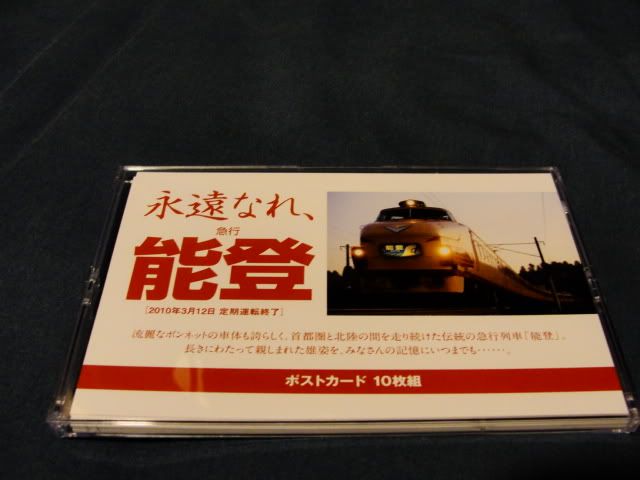 永遠なれ、
急行
能登
[2010年3月12日 定期運転終了]
能登
流麗なボンネットの車体も誇らしく、首都圏と北陸の間を走り続けた伝統の急行列車「能登」。
長きにわたって親しまれた雄姿を、みなさんの記憶にいつまでも……。
ポストカード 10枚組